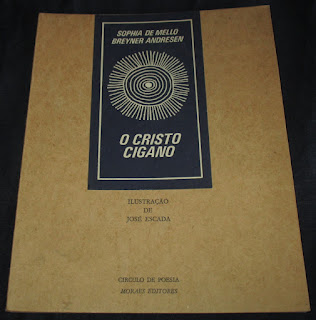 SOPHIA DE MELLO
BREYNER ANDRESEN
O CRISTO
CIGANO
ILUSTRAÇÃO
DE
JOSÉ ESCADA
CÍRCULO DE POESIA
MORAES EDITORES